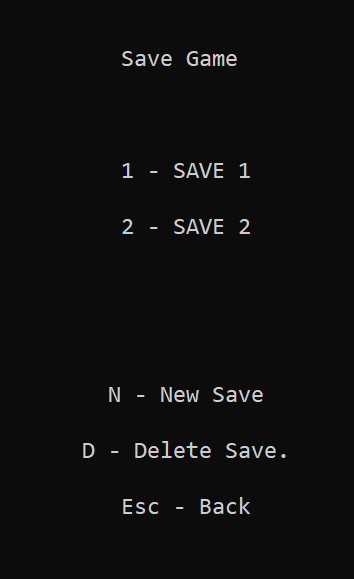 Save Game
1 - SAVE 1
2 - SAVE 2
N - New Save
D - Delete Save.
Esc - Back